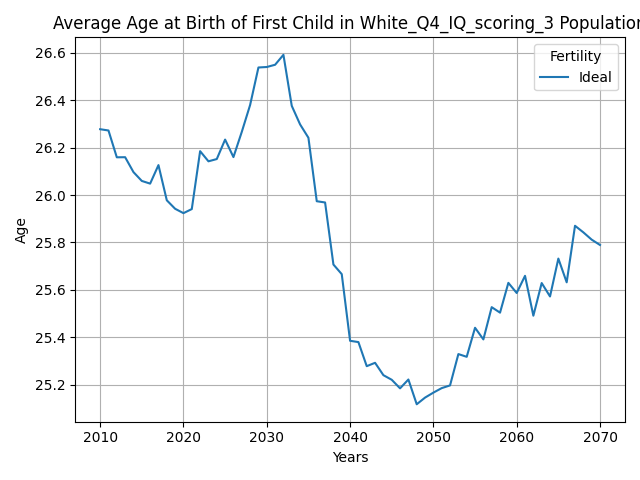 Average Age at Birth of First Child in White_Q4_IQ_scoring_3 Population
Fertility
Ideal
26.6
26.4
26.2
26.0
25.8
25.6
25.4
25.2
Age
2010 2020 2030 2040 2050 2060 2070
Years